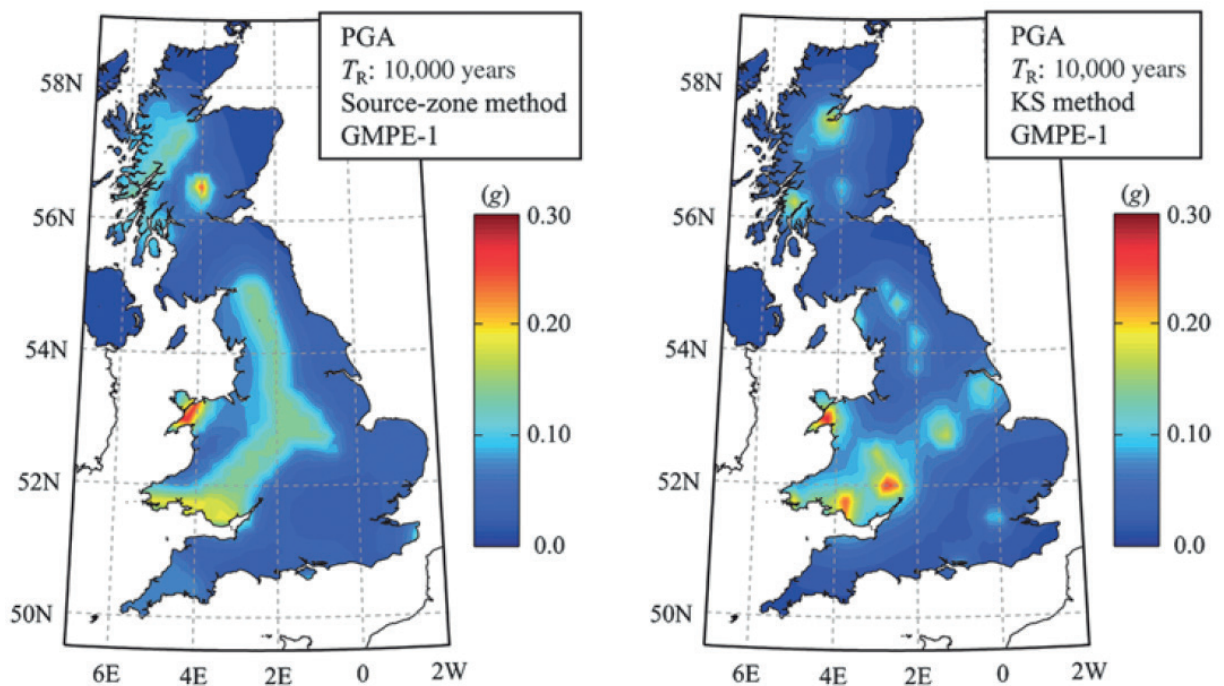 PGA
T_R: 10,000 years
Source-zone method
GMPE-1
58N
56N
54N
52N
50N
6E 4E 2E 0 2W
(g)
0.30
0.20
0.10
0.0
PGA
T_R: 10,000 years
KS method
GMPE-1
58N
56N
54N
52N
50N
6E 4E 2E 0 2W
(g)
0.30
0.20
0.10
0.0